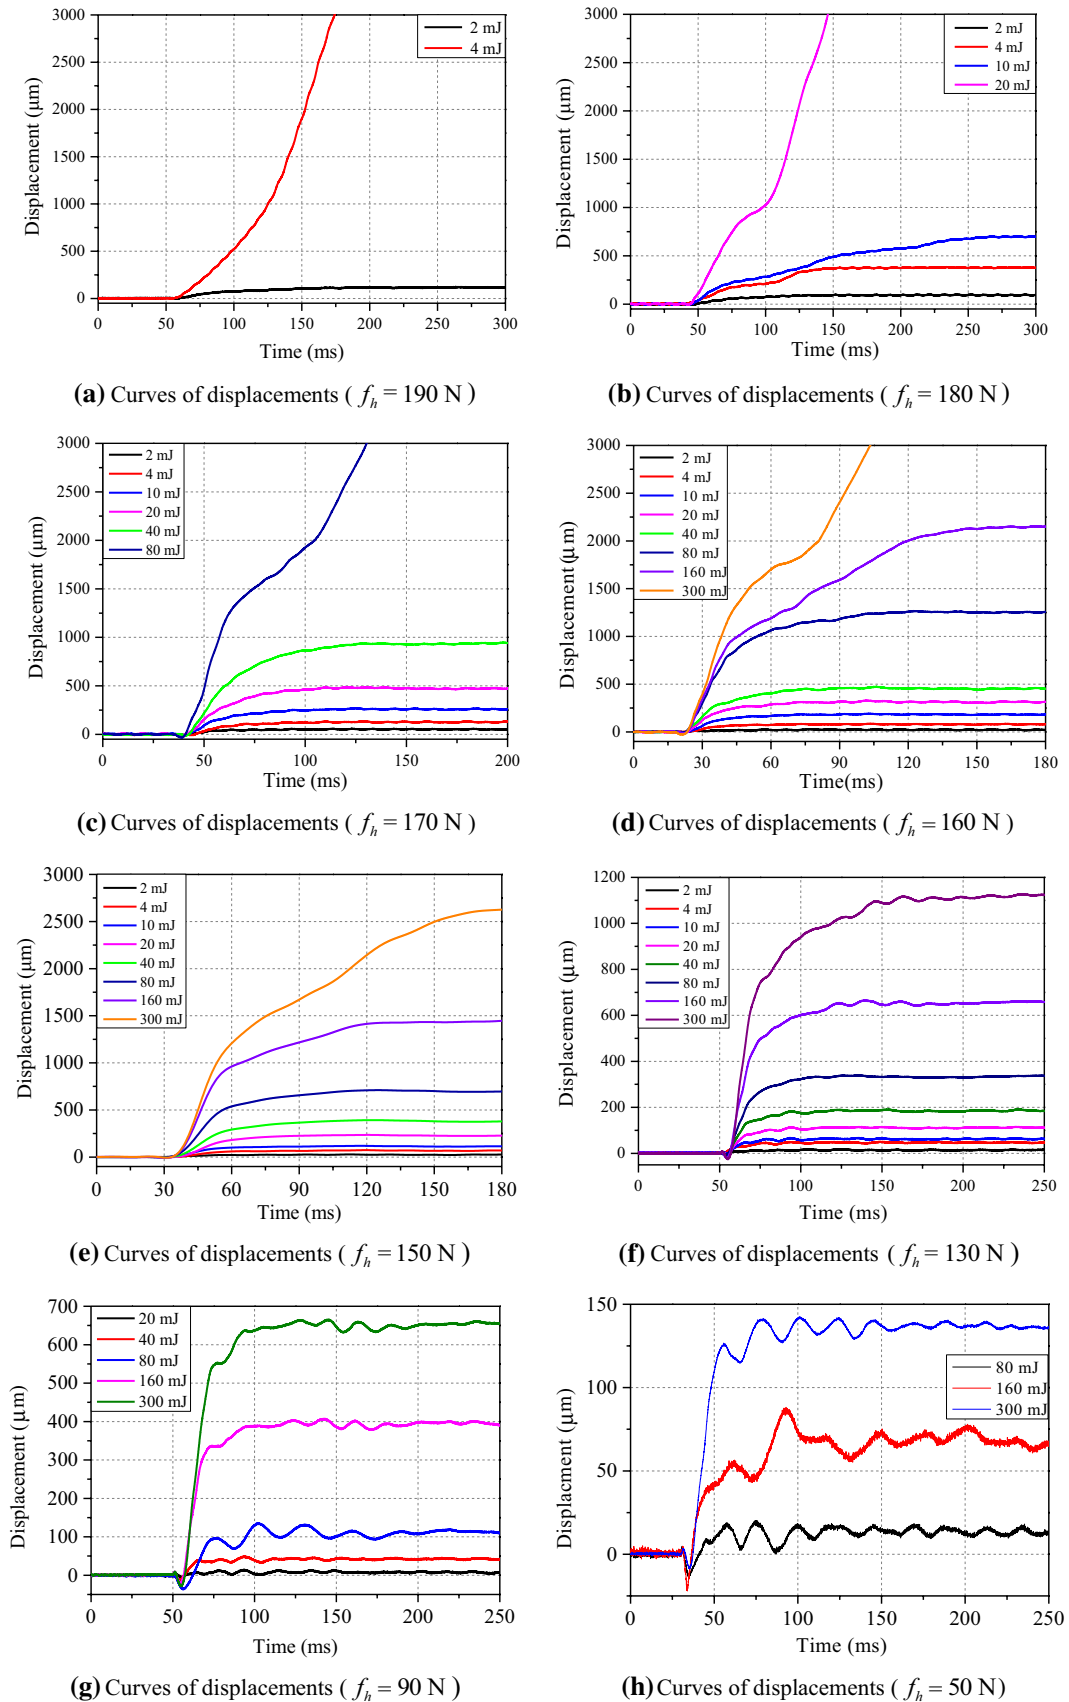 3000
2500
2000
1500
1000
500
0
Displacement (μm)
2 mJ
4 mJ
0 50 100 150 200 250 300
Time (ms)
(a) Curves of displacements ( f_h = 190 N )
3000
2500
2000
1500
1000
500
0
Displacement (μm)
2 mJ
4 mJ
10 mJ
20 mJ
0 50 100 150 200 250 300
Time (ms)
(b) Curves of displacements ( f_h = 180 N )
3000
2500
2000
1500
1000
500
0
Displacement (μm)
2 mJ
4 mJ
10 mJ
20 mJ
40 mJ
80 mJ
0 50 100 150 200
Time (ms)
(c) Curves of displacements ( f_h = 170 N )
3000
2500
2000
1500
1000
500
0
Displacement (μm)
2 mJ
4 mJ
10 mJ
20 mJ
40 mJ
80 mJ
160 mJ
300 mJ
0 30 60 90 120 150 180
Time(ms)
(d) Curves of displacements ( f_h = 160 N )
3000
2500
2000
1500
1000
500
0
Displacement (μm)
2 mJ
4 mJ
10 mJ
20 mJ
40 mJ
80 mJ
160 mJ
300 mJ
0 30 60 90 120 150 180
Time (ms)
(e) Curves of displacements ( f_h = 150 N )
1200
1000
800
600
400
200
0
Displacement (μm)
2 mJ
4 mJ
10 mJ
20 mJ
40 mJ
80 mJ
160 mJ
300 mJ
0 50 100 150 200 250
Time (ms)
(f) Curves of displacements ( f_h = 130 N )
700
600
500
400
300
200
100
0
Displacement (μm)
20 mJ
40 mJ
80 mJ
160 mJ
300 mJ
0 50 100 150 200 250
Time (ms)
(g) Curves of displacements ( f_h = 90 N )
150
100
50
0
Displacment (μm)
80 mJ
160 mJ
300 mJ
0 50 100 150 200 250
Time (ms)
(h) Curves of displacements ( f_h = 50 N )